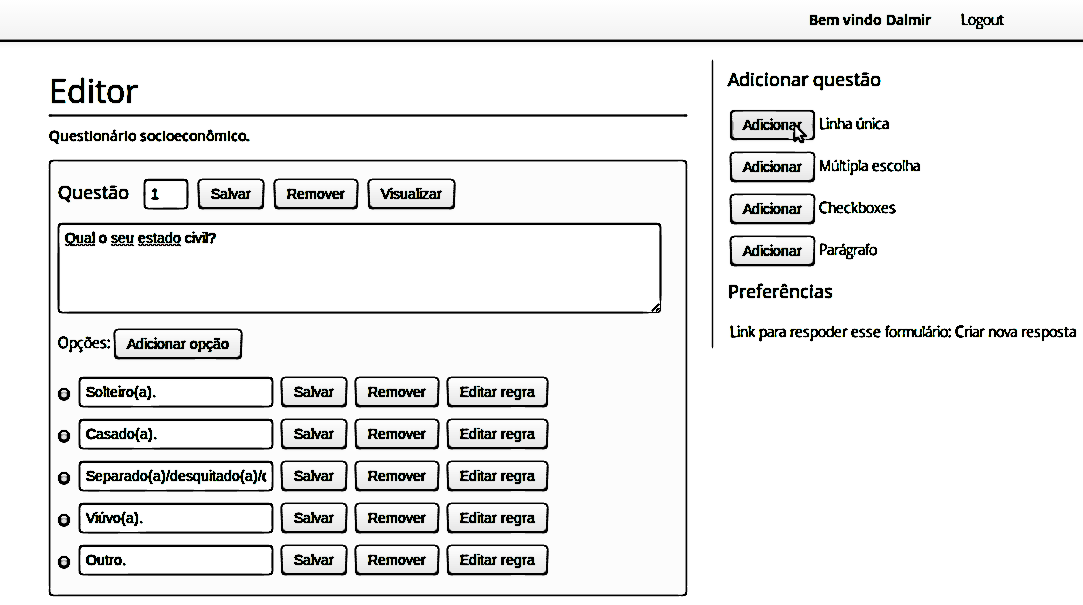 Bem vindo Dalmir Logout
Editor
Questionário socioeconômico.
Questão 1 Salvar Remover Visualizar
Qual o seu estado civil?
Opções: Adicionar opção
Solteiro(a). Salvar Remover Editar regra
Casado(a). Salvar Remover Editar regra
Separado(a)/desquitado(a)/c Salvar Remover Editar regra
Viúvo(a). Salvar Remover Editar regra
Outro. Salvar Remover Editar regra
Adicionar questão
Adicionar Linha única
Adicionar Múltipla escolha
Adicionar Checkboxes
Adicionar Parágrafo
Preferências
Link para respoder esse formulário: Criar nova resposta